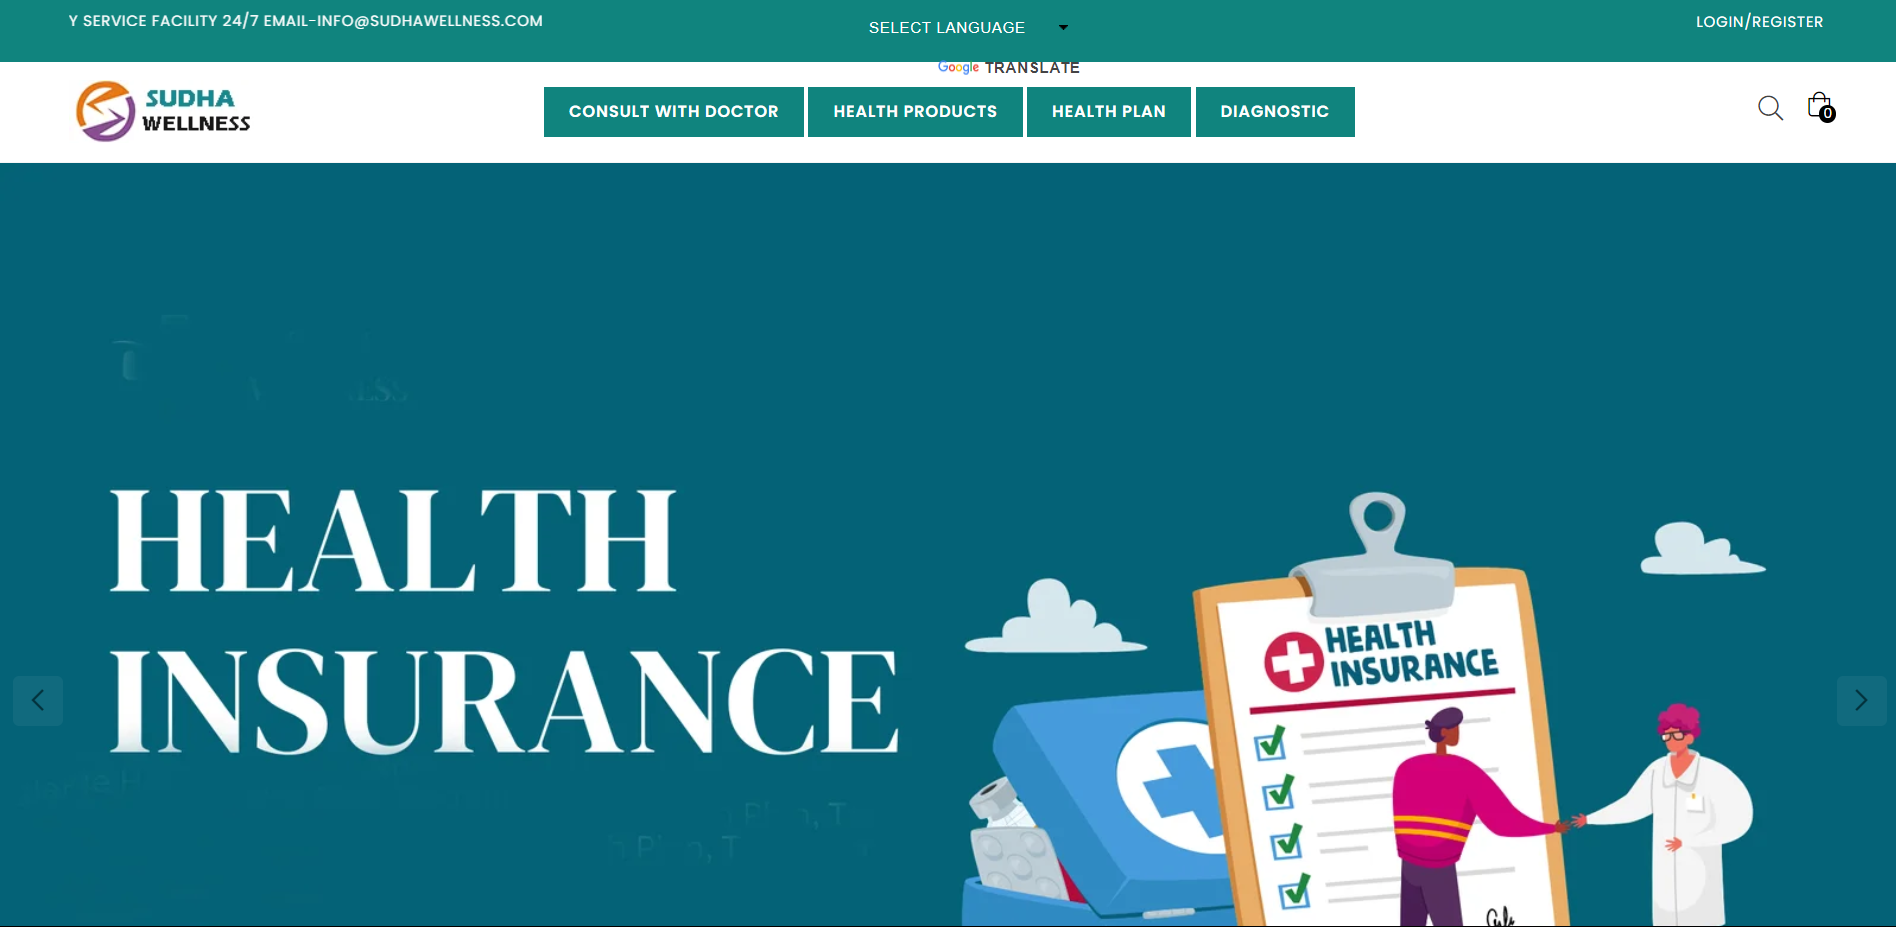 Y SERVICE FACILITY 24/7 EMAIL-INFO@SUDHAWELLNESS.COM
SELECT LANGUAGE
LOGIN/REGISTER
Google TRANSLATE
SUDHA
WELLNESS
CONSULT WITH DOCTOR
HEALTH PRODUCTS
HEALTH PLAN
DIAGNOSTIC
0
HEALTH
INSURANCE
HEALTH
INSURANCE